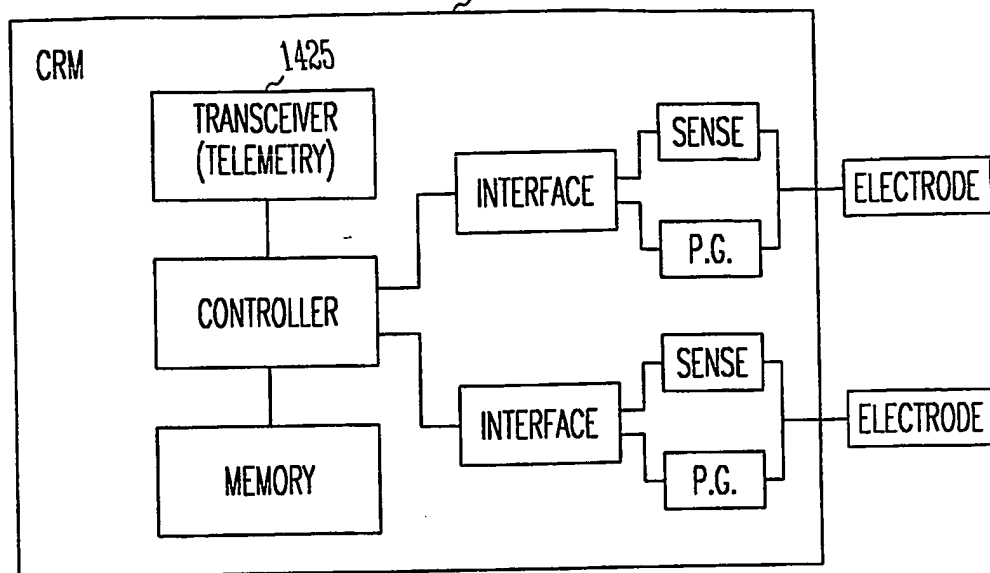 CRM
1425
TRANSCEIVER
(TELEMETRY)
CONTROLLER
MEMORY
INTERFACE
SENSE
P.G.
ELECTRODE
INTERFACE
SENSE
P.G.
ELECTRODE